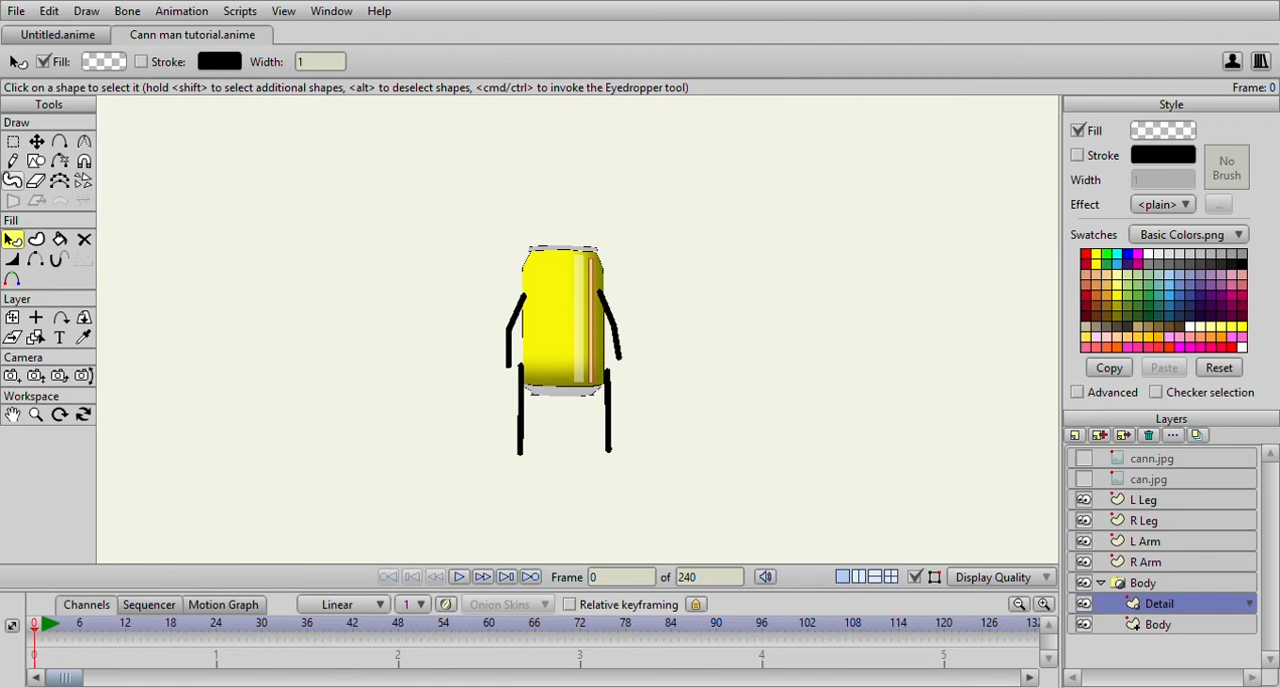 File Edit Draw Bone Animation Scripts View Window Help
Untitled.anime Cann man tutorial.anime
Fill: Stroke: Width: 1
Click on a shape to select it (hold <shift> to select additional shapes, <alt> to deselect shapes, <cmd/ctrl> to invoke the Eyedropper tool) Frame: 0
Tools Style
Draw
Fill
Stroke
No
Brush
Width 1
Effect <plain> ...
Fill
Swatches Basic Colors.png
Layer
Camera
Workspace
Copy Paste Reset
Advanced Checker selection
Layers
cann.jpg
can.jpg
L Leg
R Leg
L Arm
R Arm
Body
Detail
Body
Frame 0 of 240 Display Quality
Channels Sequencer Motion Graph Linear 1 Onion Skins Relative keyframing
0 6 12 18 24 30 36 42 48 54 60 66 72 78 84 90 96 102 108 114 120 126 132
0 1 2 3 4 5